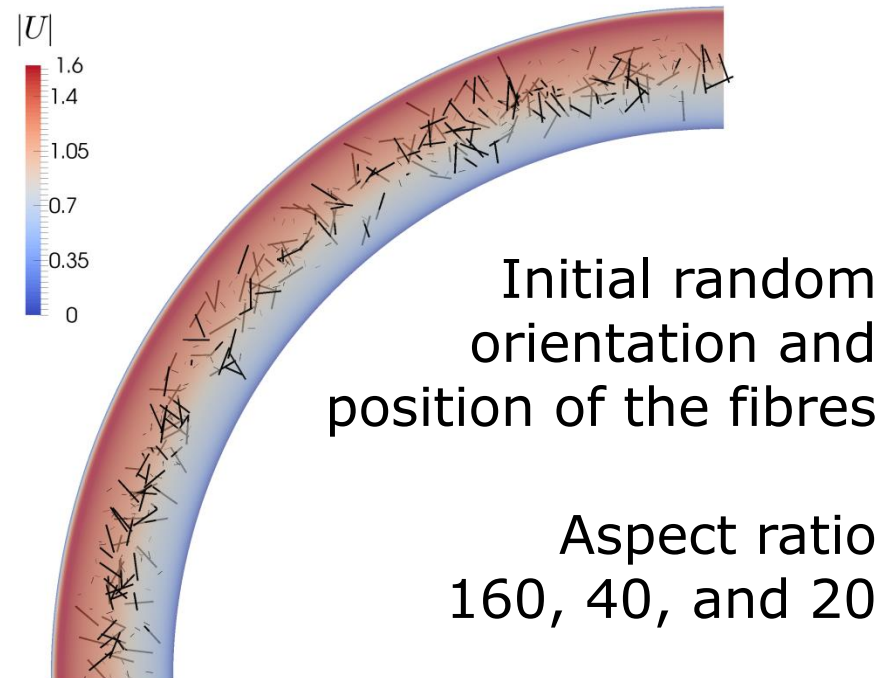 |U|
1.6
1.4
1.05
0.7
0.35
0
Initial random
orientation and
position of the fibres
Aspect ratio
160, 40, and 20